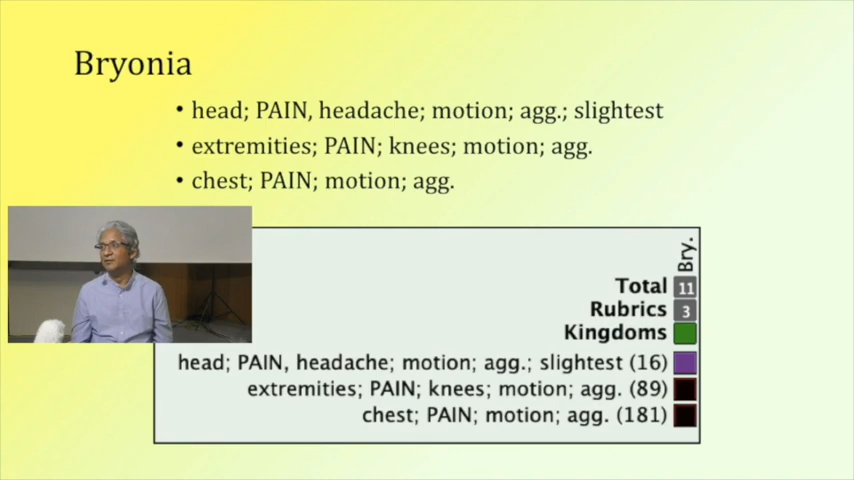 Bryonia
• head; PAIN, headache; motion; agg.; slightest
• extremities; PAIN; knees; motion; agg.
• chest; PAIN; motion; agg.
Bry.
Total 11
Rubrics 3
Kingdoms
head; PAIN, headache; motion; agg.; slightest (16)
extremities; PAIN; knees; motion; agg. (89)
chest; PAIN; motion; agg. (181)